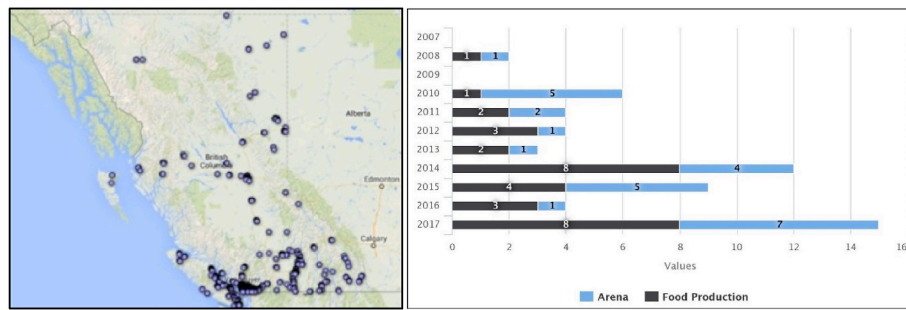 Alberta
British
Edmonton
Calgary
2007
2008 1 1
2009
2010 1 5
2011 2 2
2012 3 1
2013 2 1
2014 8 4
2015 4 5
2016 3 1
2017 8 7
0 2 4 6 8 10 12 14 16
Values
Arena Food Production